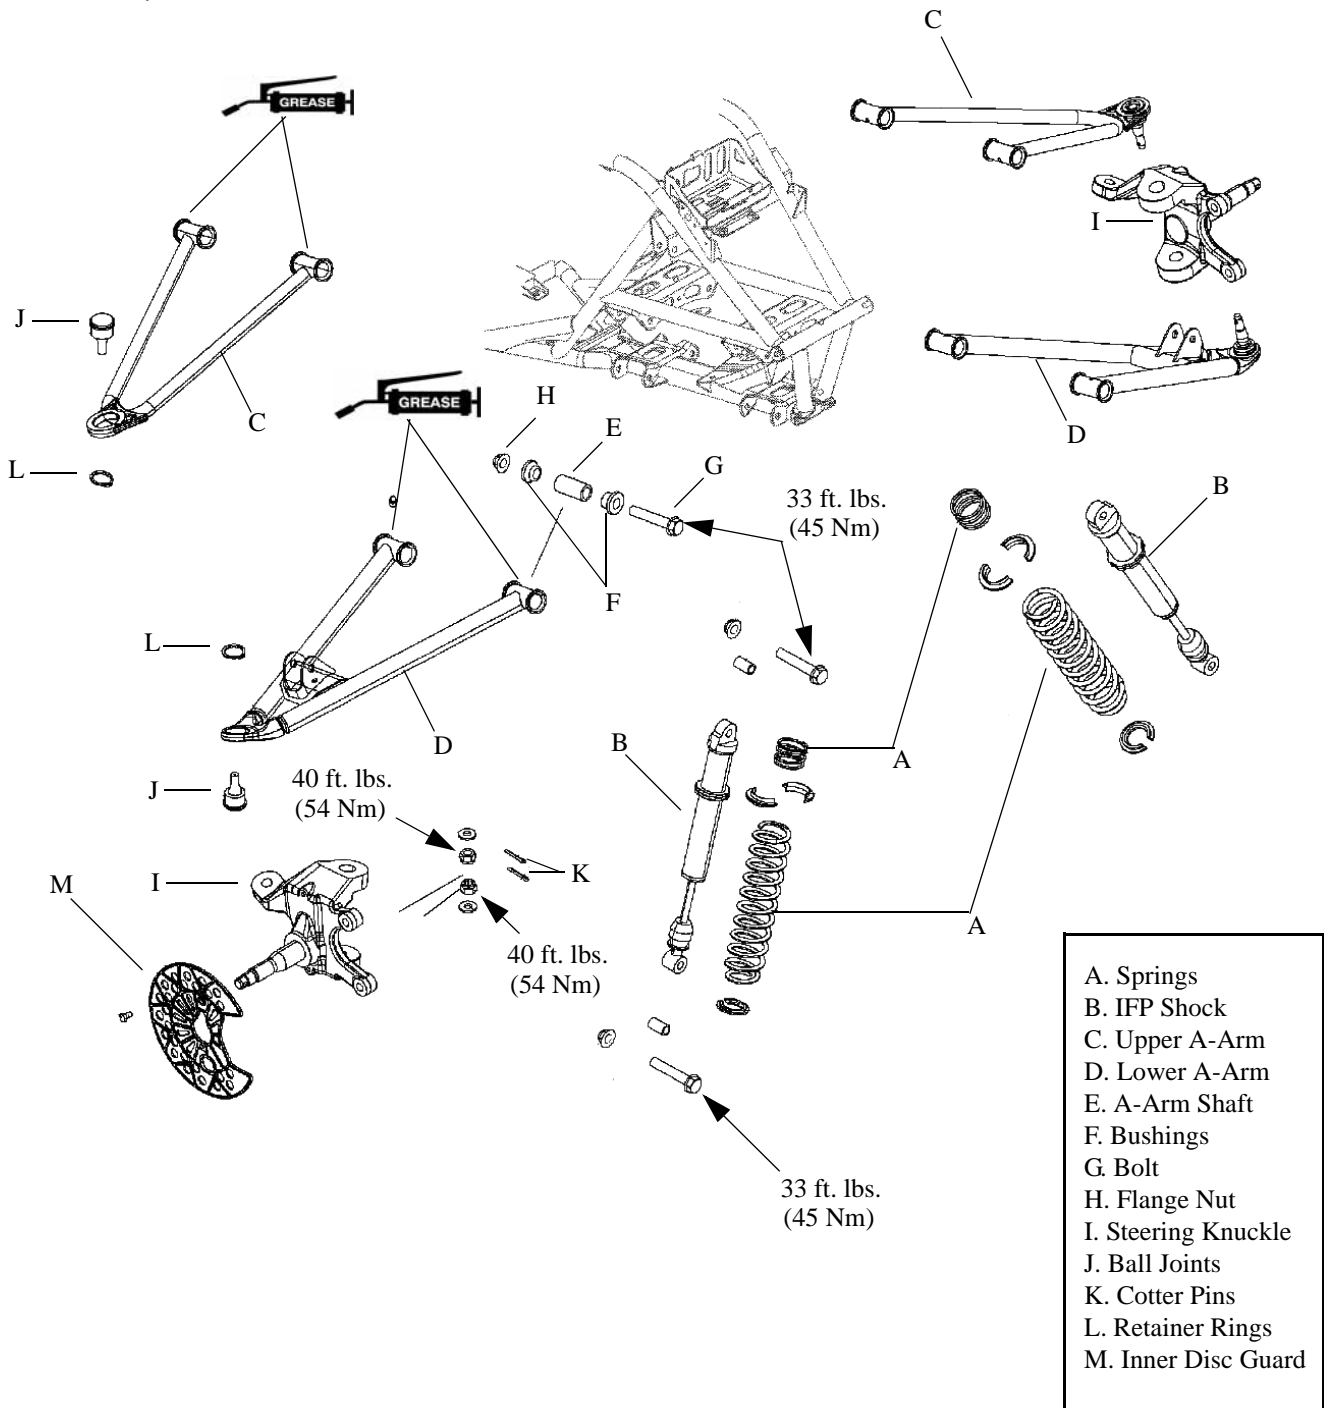 C
GREASE
I
J
C
GREASE
H
E
D
G
L
33 ft. lbs.
(45 Nm)
B
F
L
D
B
A
J
40 ft. lbs.
(54 Nm)
M
I
K
A
40 ft. lbs.
(54 Nm)
33 ft. lbs.
(45 Nm)
A. Springs
B. IFP Shock
C. Upper A-Arm
D. Lower A-Arm
E. A-Arm Shaft
F. Bushings
G. Bolt
H. Flange Nut
I. Steering Knuckle
J. Ball Joints
K. Cotter Pins
L. Retainer Rings
M. Inner Disc Guard